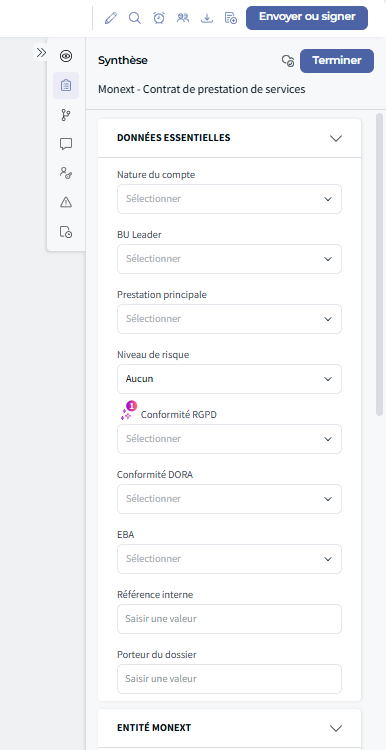 Envoyer ou signer
Synthèse
Terminer
Monext - Contrat de prestation de services
DONNÉES ESSENTIELLES
Nature du compte
Sélectionner
BU Leader
Sélectionner
Prestation principale
Sélectionner
Niveau de risque
Aucun
1
Conformité RGPD
Sélectionner
Conformité DORA
Sélectionner
EBA
Sélectionner
Référence interne
Saisir une valeur
Porteur du dossier
Saisir une valeur
ENTITÉ MONEXT